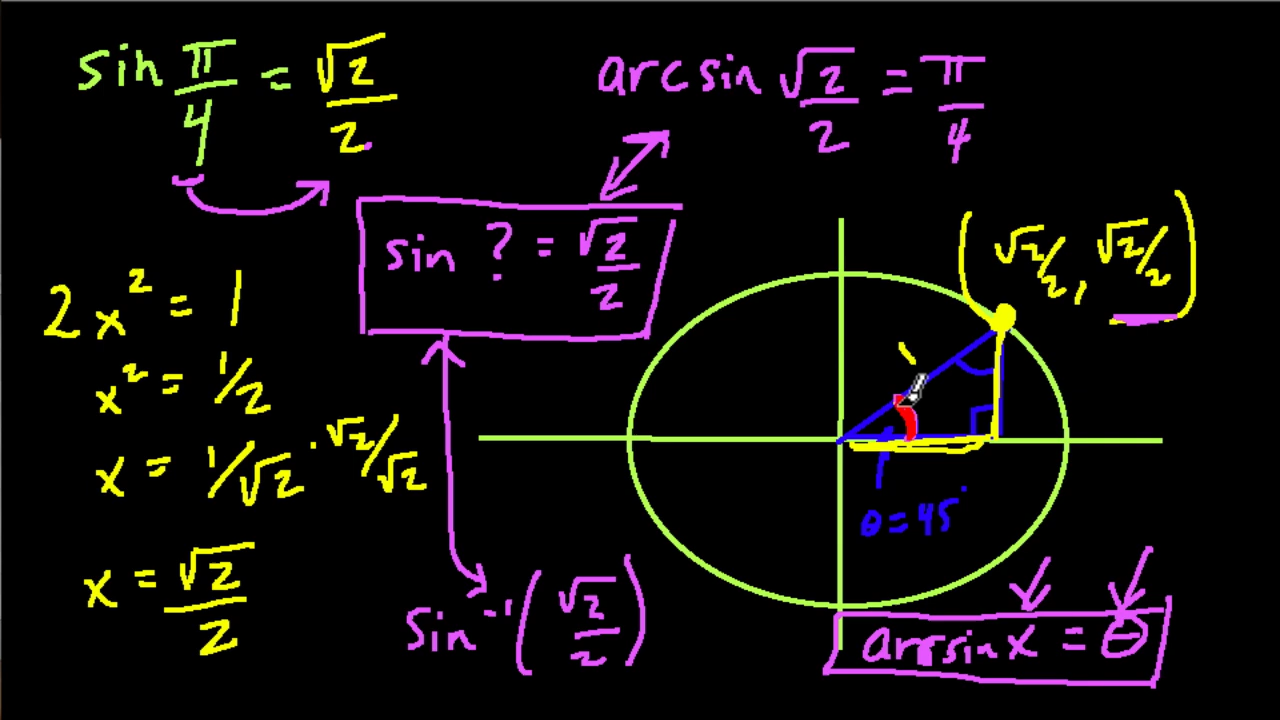 sin π/4 = √2/2
arcsin √2/2 = π/4
sin ? = √2/2
(√2/2, √2/2)
2x² = 1
x² = 1/2
x = 1/√2 · √2/√2
x = √2/2
1
θ = 45°
sin⁻¹(√2/2)
arcsin x = θ